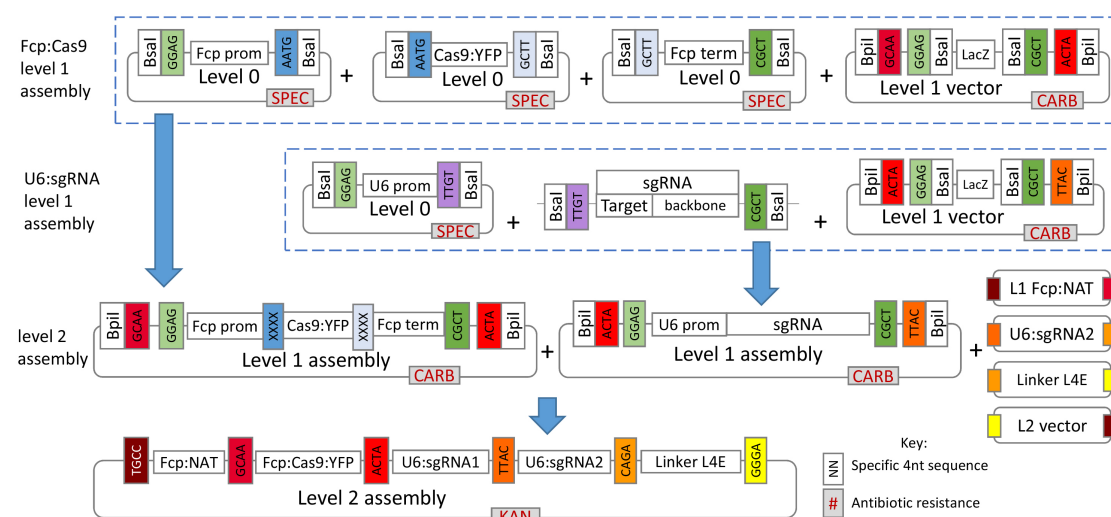 Fcp:Cas9
level 1
assembly
BsaI GGAG Fcp prom AATG BsaI
Level 0
SPEC
+
BsaI AATG Cas9:YFP GCTT BsaI
Level 0
SPEC
+
BsaI GCTT Fcp term CGCT BsaI
Level 0
SPEC
+
BpiI GCAA GGAG BsaI LacZ BsaI CGCT ACTA BpiI
Level 1 vector
CARB
U6:sgRNA
level 1
assembly
BsaI GGAG U6 prom TTGT BsaI
Level 0
SPEC
+
sgRNA
BsaI TTGT Target backbone CGCT BsaI
+
BpiI ACTA GGAG BsaI LacZ BsaI CGCT TTAC BpiI
Level 1 vector
CARB
level 2
assembly
BpiI GCAA GGAG Fcp prom XXXX Cas9:YFP XXXX Fcp term CGCT ACTA BpiI
Level 1 assembly
CARB
+
BpiI ACTA GGAG U6 prom sgRNA CGCT TTAC BpiI
Level 1 assembly
CARB
+
L1 Fcp:NAT
U6:sgRNA2
Linker L4E
L2 vector
TGCC Fcp:NAT GCAA Fcp:Cas9:YFP ACTA U6:sgRNA1 TTAC U6:sgRNA2 CAGA Linker L4E GGGA
Level 2 assembly
KAN
Key:
NN Specific 4nt sequence
# Antibiotic resistance